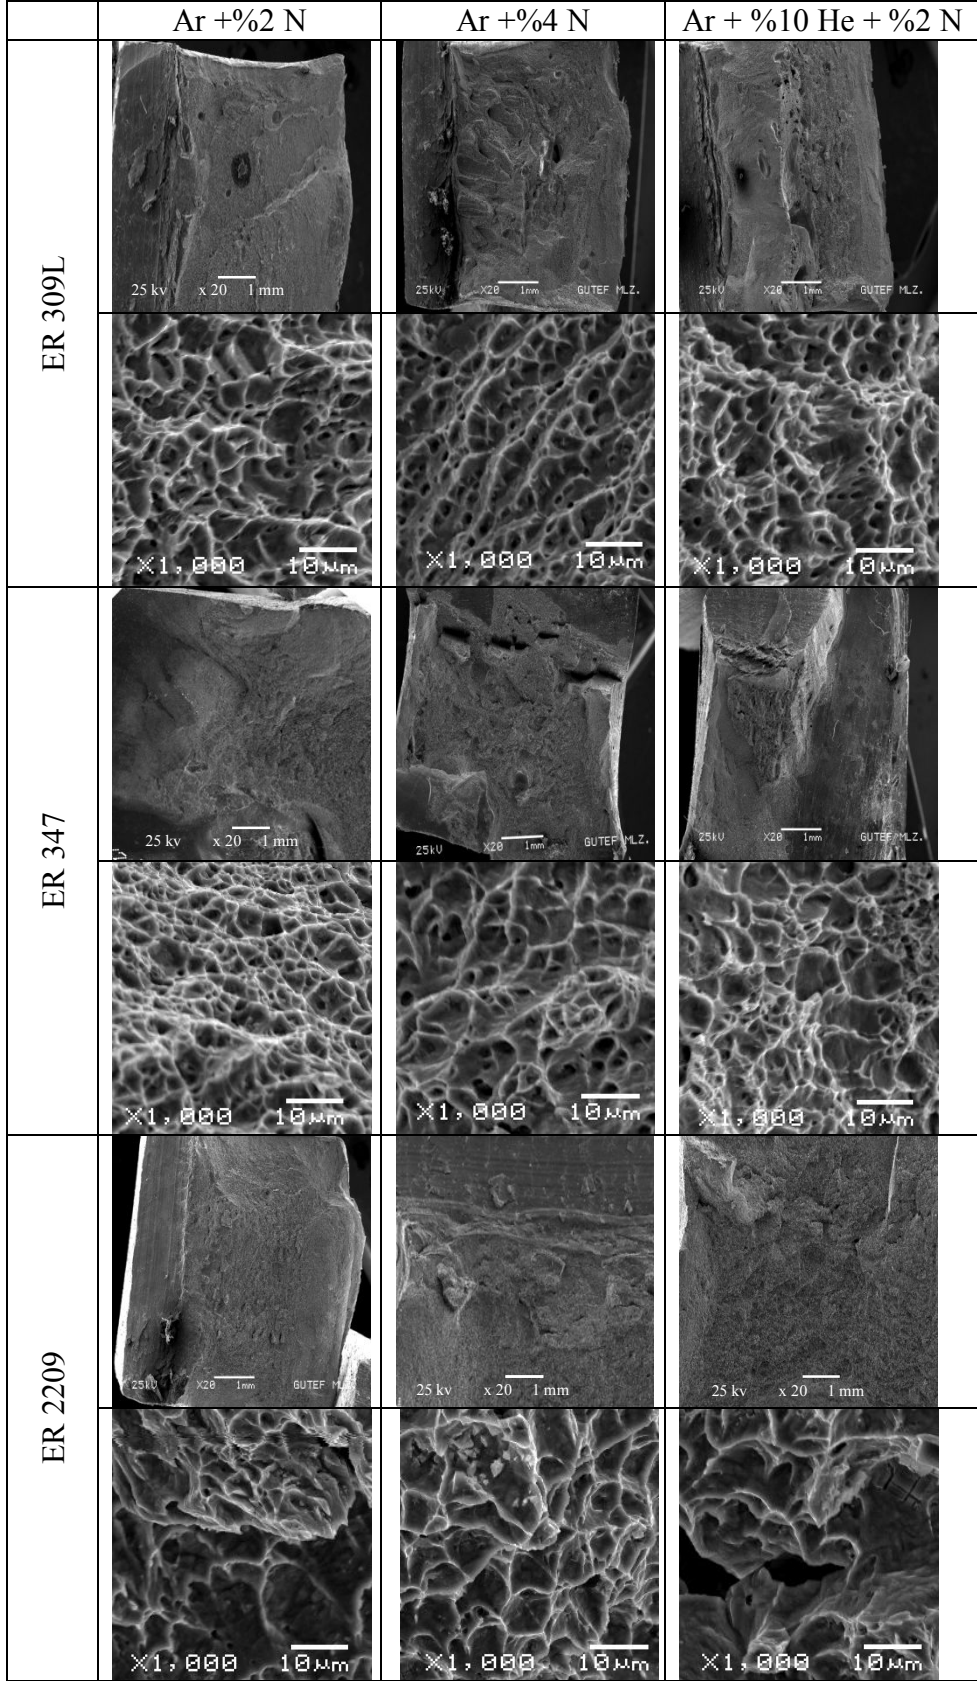 Ar +%2 N
Ar +%4 N
Ar + %10 He + %2 N
ER 309L
25 kv x 20 1 mm
25kV X20 1mm GUTEF MLZ.
25kV X20 1mm GUTEF MLZ.
X1,000 10μm
X1,000 10μm
X1,000 10μm
ER 347
25 kv x 20 1 mm
25kV X20 1mm GUTEF MLZ.
25kV X20 1mm GUTEF MLZ.
X1,000 10μm
X1,000 10μm
X1,000 10μm
ER 2209
25kV X20 1mm GUTEF
25 kv x 20 1 mm
25 kv x 20 1 mm
X1,000 10μm
X1,000 10μm
X1,000 10μm